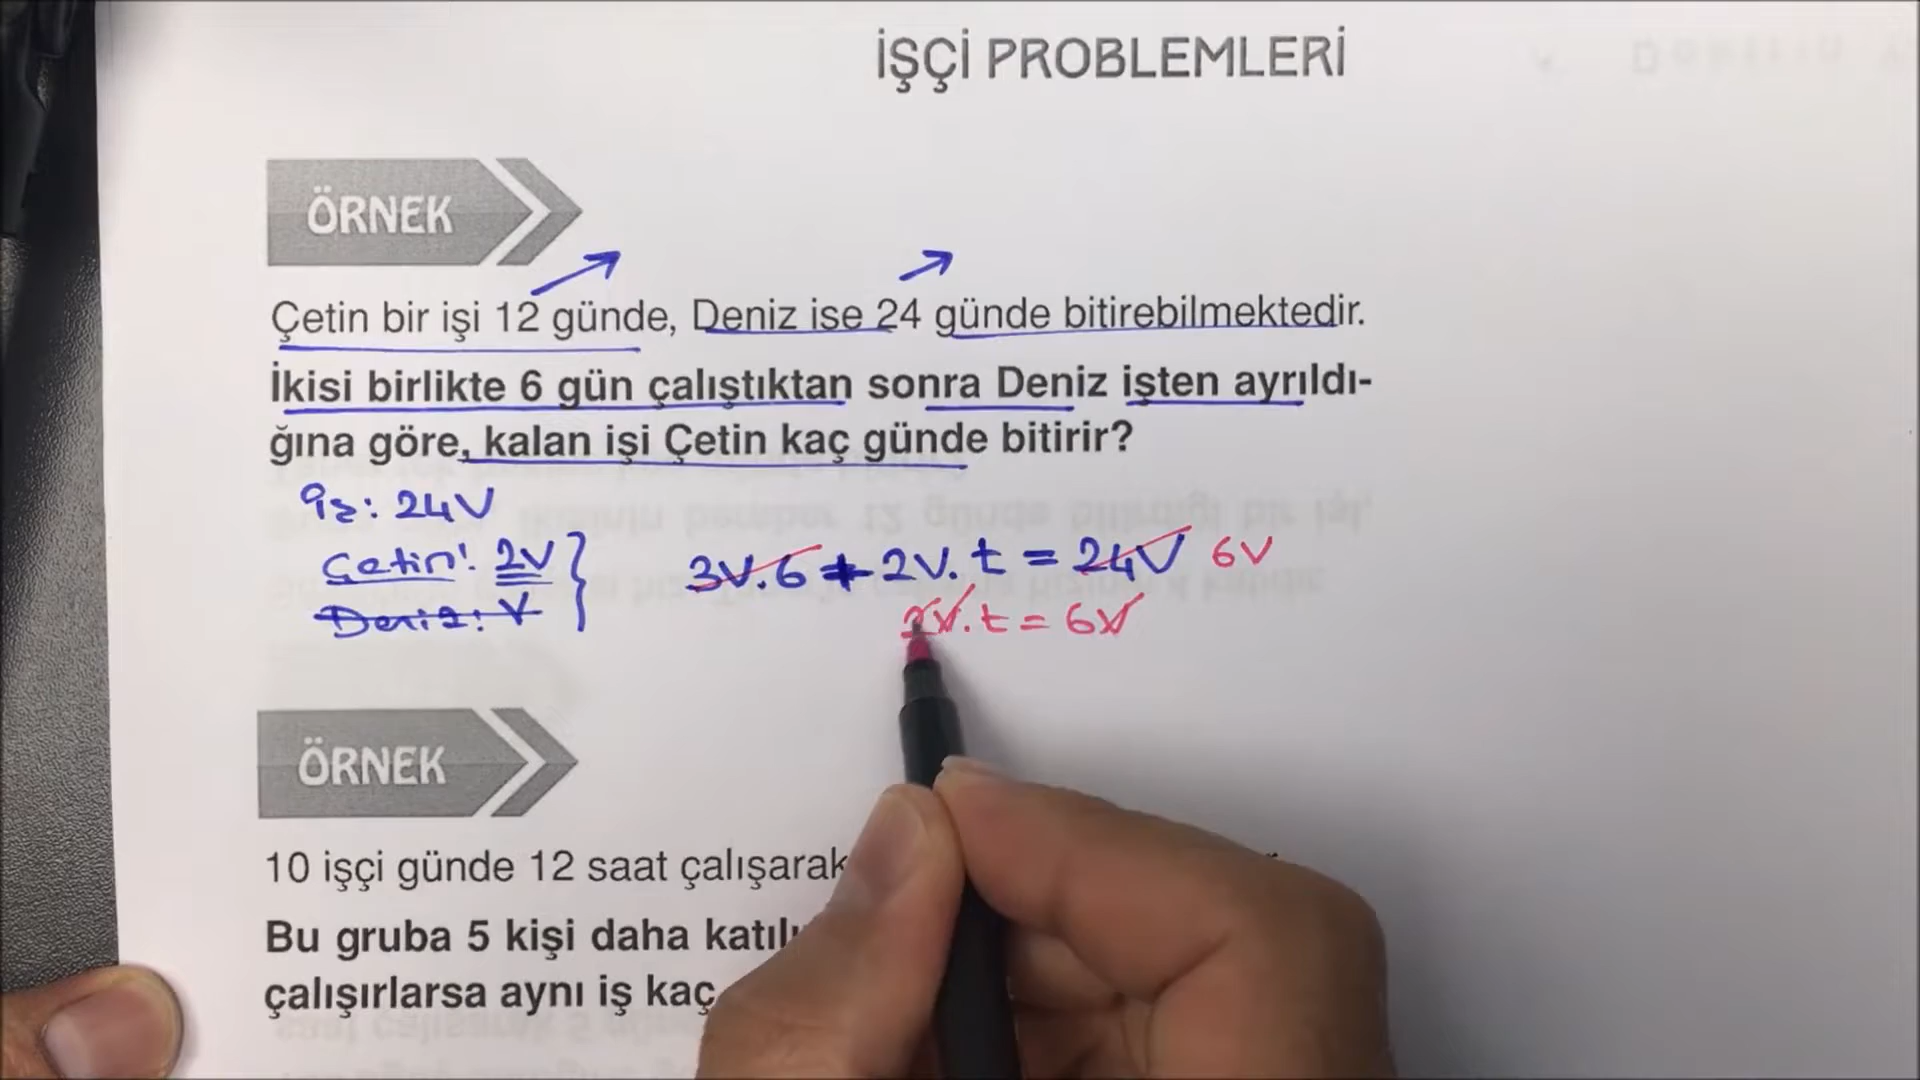 İŞÇİ PROBLEMLERİ
ÖRNEK
Çetin bir işi 12 günde, Deniz ise 24 günde bitirebilmektedir.
İkisi birlikte 6 gün çalıştıktan sonra Deniz işten ayrıldı-
ğına göre, kalan işi Çetin kaç günde bitirir?
İş: 24V
Çetin: 2V
Deniz: V
3V.6 + 2V.t = 24V 6V
2V.t = 6V
ÖRNEK
10 işçi günde 12 saat çalışarak
Bu gruba 5 kişi daha
çalışırlarsa aynı iş kaç